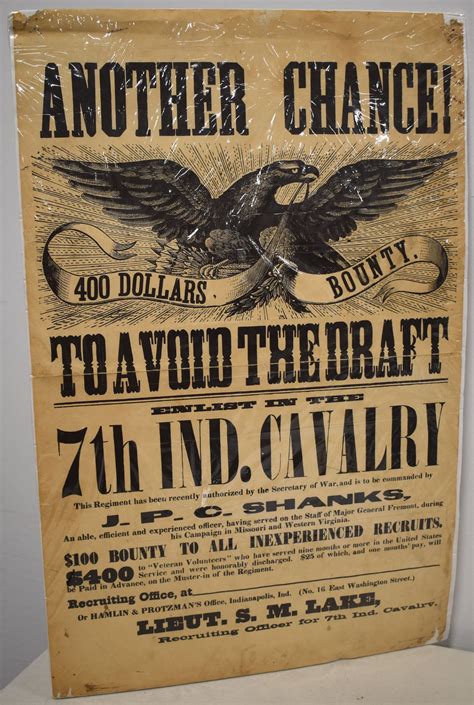 ANOTHER CHANCE!
400 DOLLARS
BOUNTY.
TO AVOID THE DRAFT
ENLIST IN THE
7th IND. CAVALRY
This Regiment has been recently authorized by the Secretary of War, and is to be commanded by
J. P. C. SHANKS,
An able, efficient and experienced officer, having served on the Staff of Major General Fremont, during
his Campaign in Missouri and Western Virginia.
$100 BOUNTY TO ALL INEXPERIENCED RECRUITS.
$400 to "Veteran Volunteers" who have served nine months or more in the United States
Service and were honorably discharged. $25 of which, and one months' pay, will
be Paid in Advance, on the Muster-in of the Regiment.
Recruiting Office, at
Or HAMLIN & PROTZMAN'S Office, Indianapolis, Ind. (No. 16 East Washington Street.)
LIEUT. S. M. LAKE,
Recruiting Officer for 7th Ind. Cavalry.